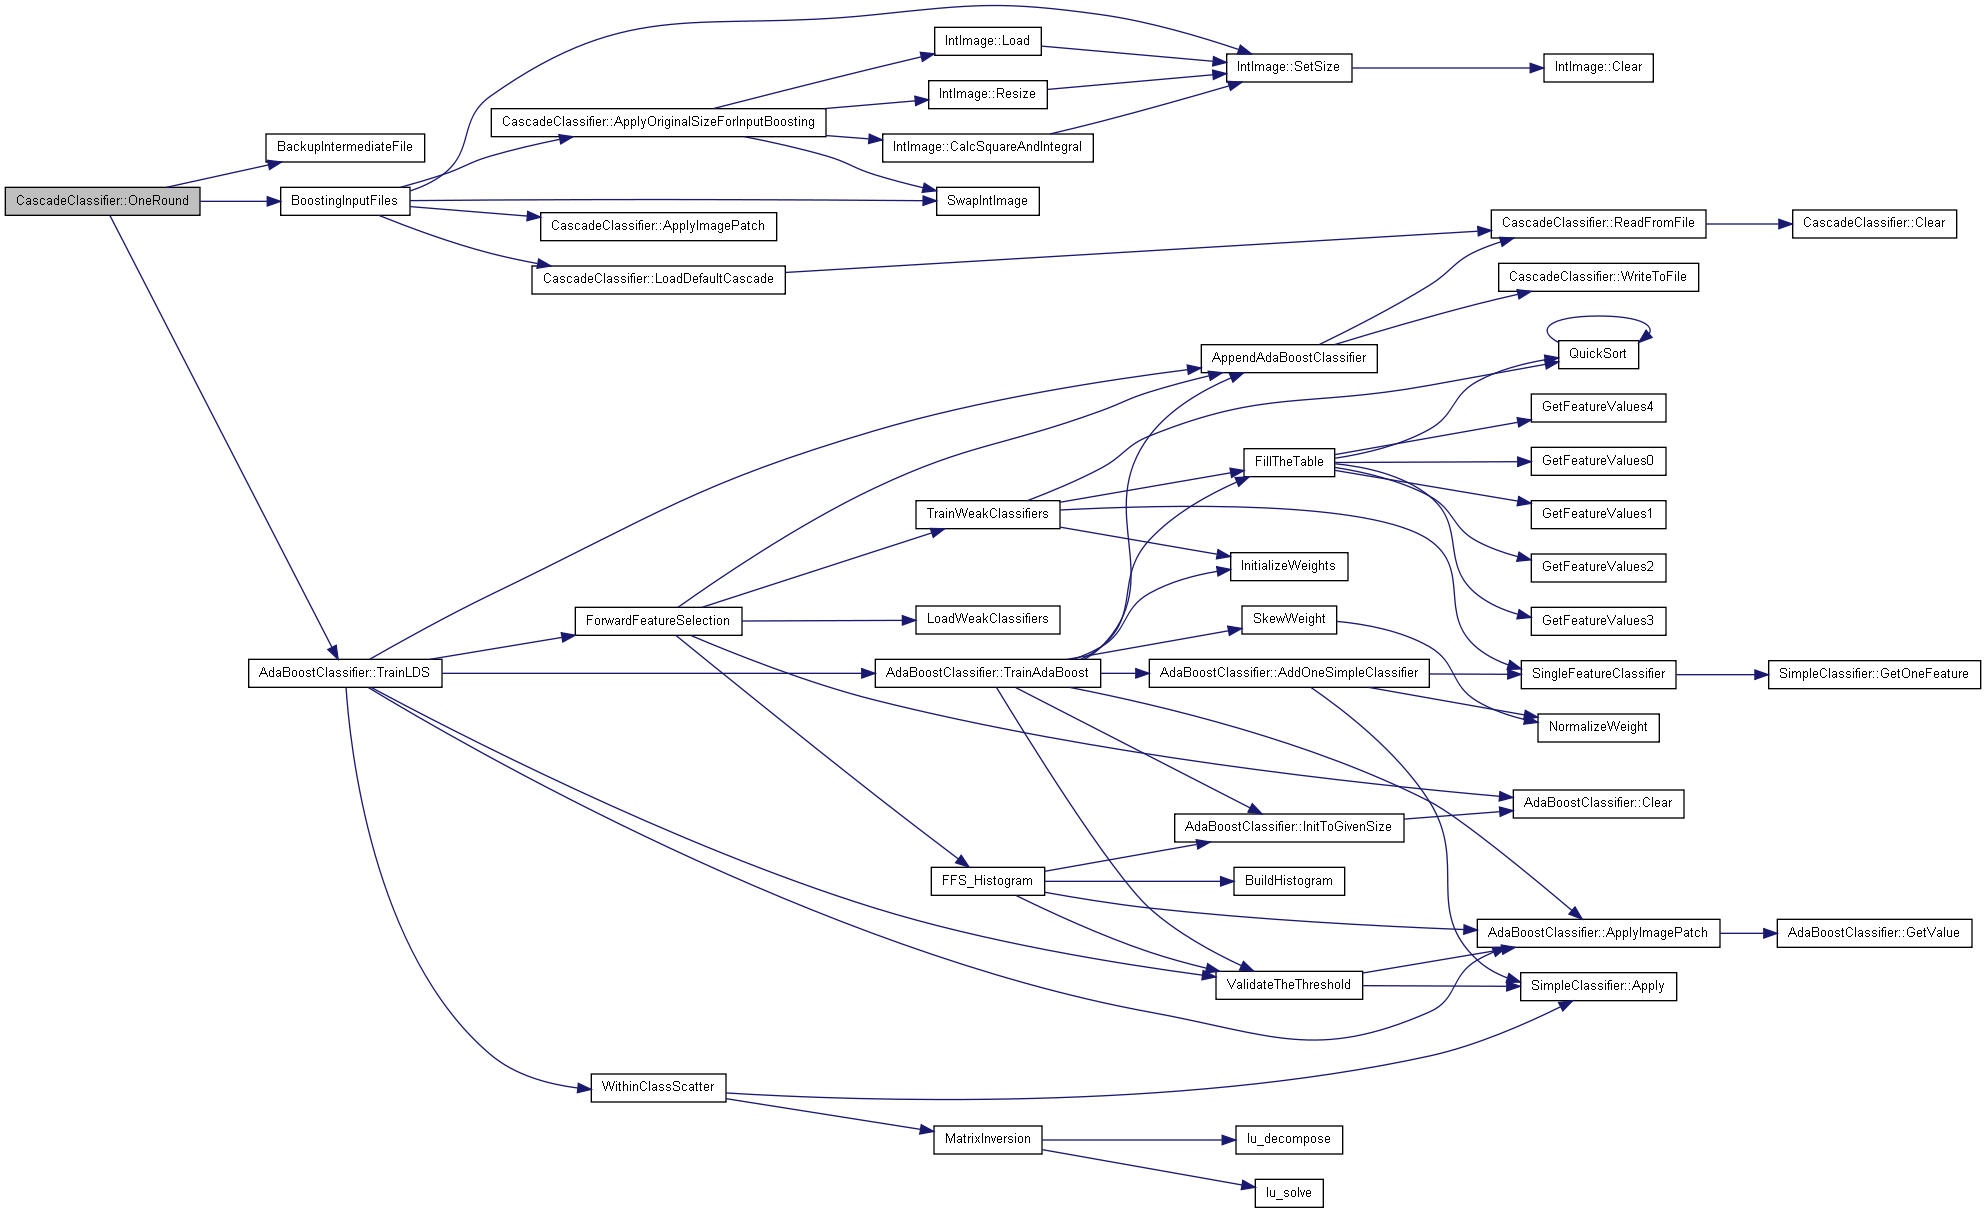 CascadeClassifier::OneRound
BackupIntermediateFile
BoostingInputFiles
AdaBoostClassifier::TrainLDS
CascadeClassifier::ApplyOriginalSizeForInputBoosting
CascadeClassifier::ApplyImagePatch
CascadeClassifier::LoadDefaultCascade
ForwardFeatureSelection
WithinClassScatter
IntImage::Load
IntImage::Resize
IntImage::CalcSquareAndIntegral
SwapIntImage
TrainWeakClassifiers
LoadWeakClassifiers
AdaBoostClassifier::TrainAdaBoost
FFS_Histogram
MatrixInversion
IntImage::SetSize
AppendAdaBoostClassifier
FillTheTable
InitializeWeights
SkewWeight
AdaBoostClassifier::AddOneSimpleClassifier
AdaBoostClassifier::InitToGivenSize
BuildHistogram
ValidateTheThreshold
lu_decompose
lu_solve
IntImage::Clear
CascadeClassifier::ReadFromFile
CascadeClassifier::WriteToFile
QuickSort
GetFeatureValues4
GetFeatureValues0
GetFeatureValues1
GetFeatureValues2
GetFeatureValues3
SingleFeatureClassifier
NormalizeWeight
AdaBoostClassifier::Clear
AdaBoostClassifier::ApplyImagePatch
SimpleClassifier::Apply
CascadeClassifier::Clear
SimpleClassifier::GetOneFeature
AdaBoostClassifier::GetValue